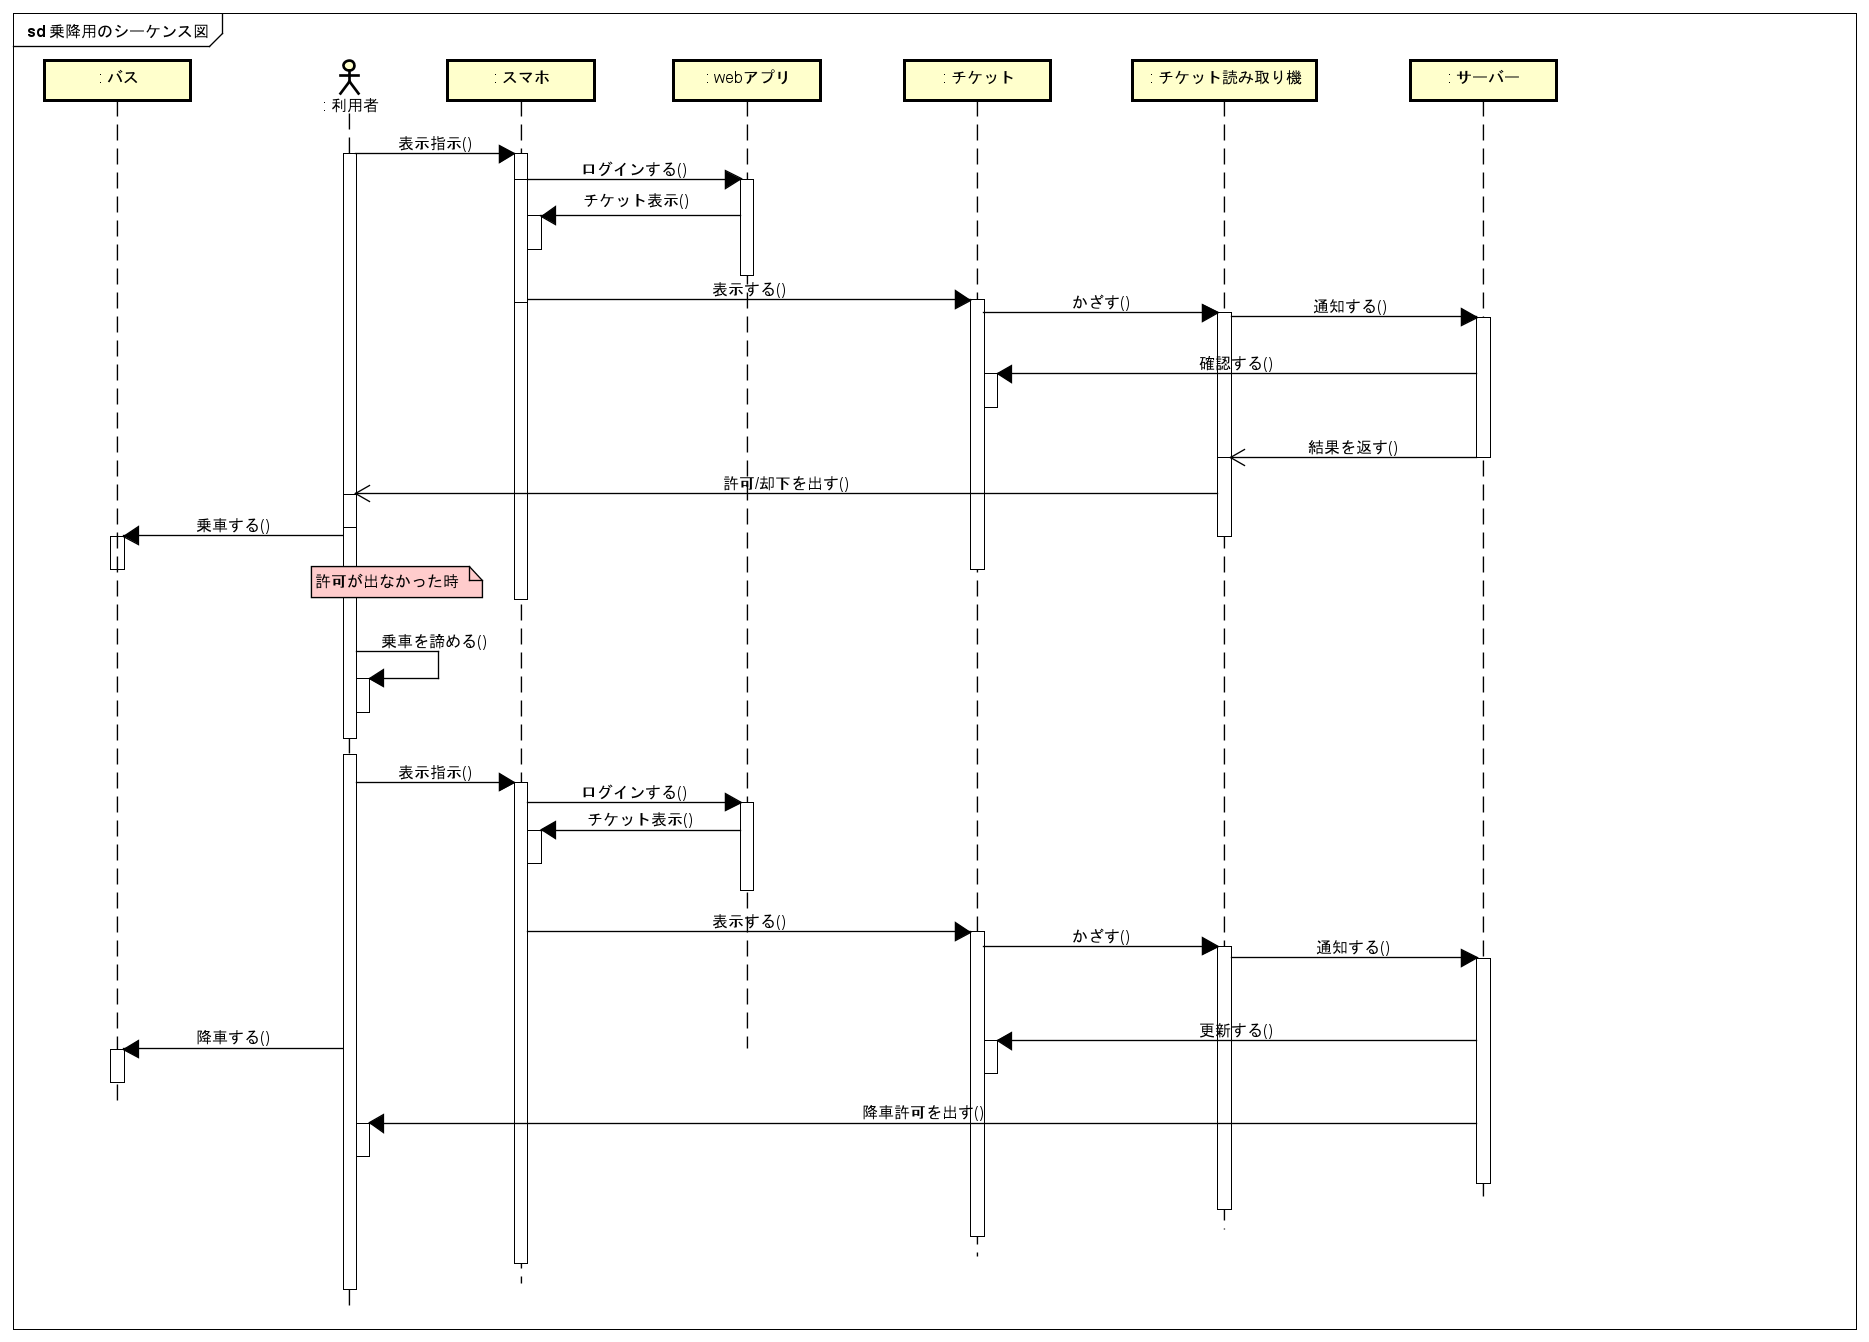 sd 乗降用のシーケンス図
: バス
: 利用者
: スマホ
: webアプリ
: チケット
: チケット読み取り機
: サーバー
表示指示()
ログインする()
チケット表示()
表示する()
かざす()
通知する()
確認する()
結果を返す()
許可/却下を出す()
乗車する()
許可が出なかった時
乗車を諦める()
表示指示()
ログインする()
チケット表示()
表示する()
かざす()
通知する()
更新する()
降車する()
降車許可を出す()